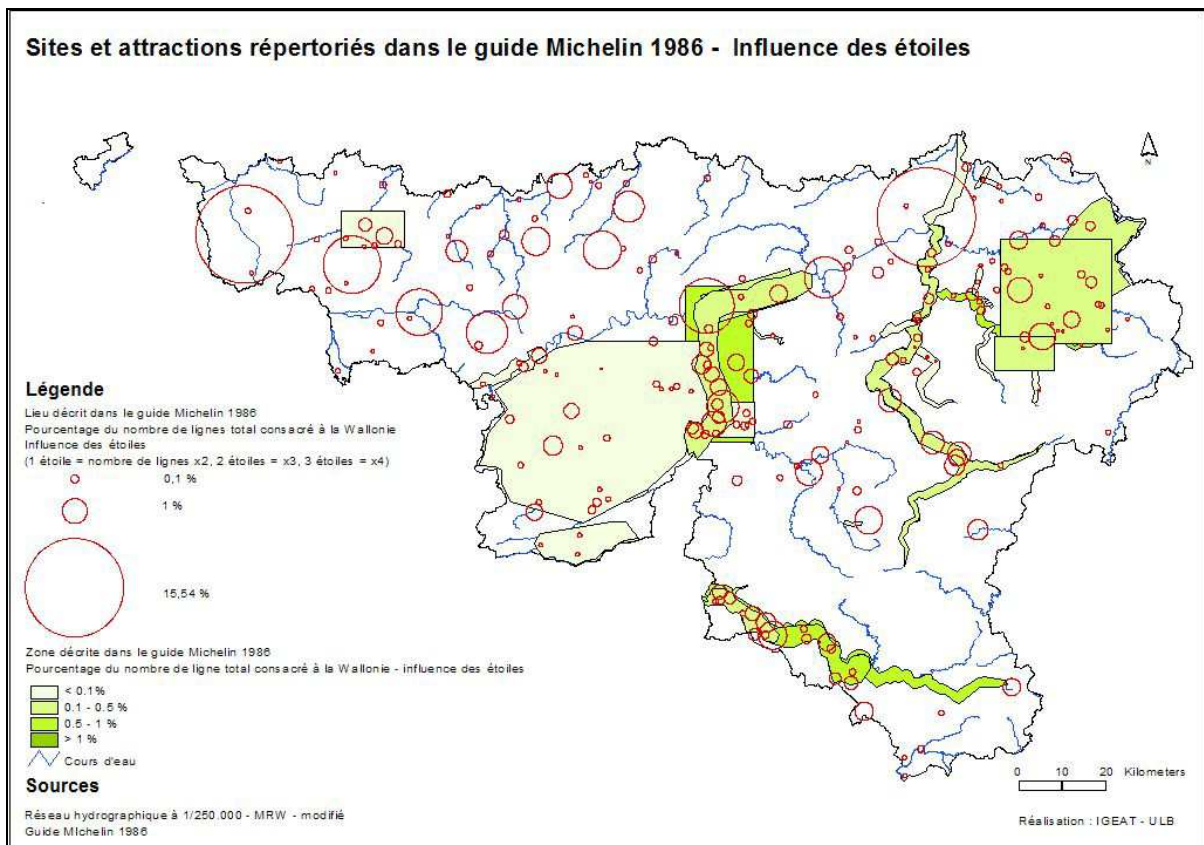 Sites et attractions répertoriés dans le guide Michelin 1986 - Influence des étoiles
N
Légende
Lieu décrit dans le guide Michelin 1986
Pourcentage du nombre de lignes total consacré à la Wallonie
Influence des étoiles
(1 étoile = nombre de lignes x2, 2 étoiles = x3, 3 étoiles = x4)
0,1 %
1 %
15,54 %
Zone décrite dans le guide Michelin 1986
Pourcentage du nombre de ligne total consacré à la Wallonie - influence des étoiles
< 0.1%
0.1 - 0.5 %
0.5 - 1 %
> 1 %
Cours d'eau
Sources
Réseau hydrographique à 1/250.000 - MRW - modifié
Guide Michelin 1986
0 10 20 Kilometers
Réalisation : IGEAT - ULB